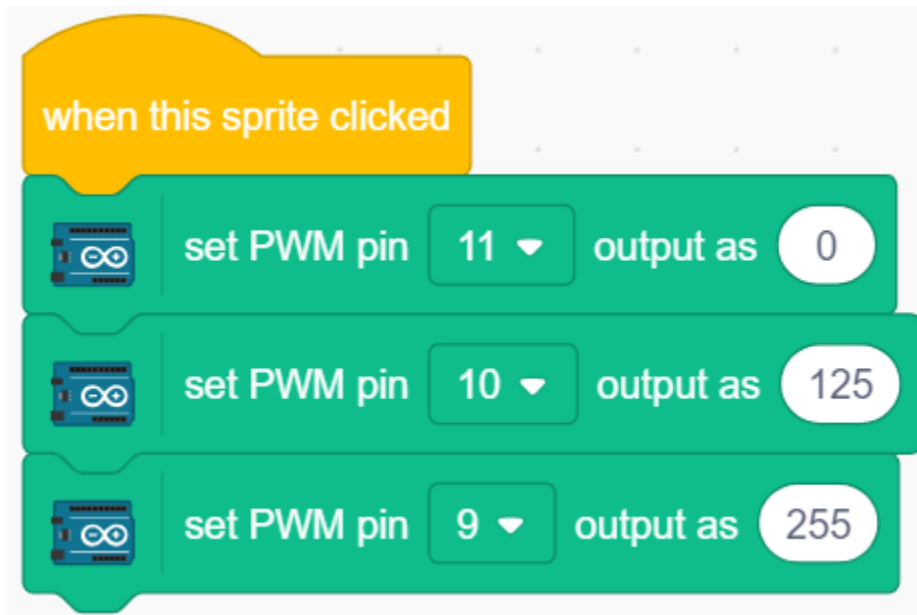 when this sprite clicked
set PWM pin 11 output as 0
set PWM pin 10 output as 125
set PWM pin 9 output as 255